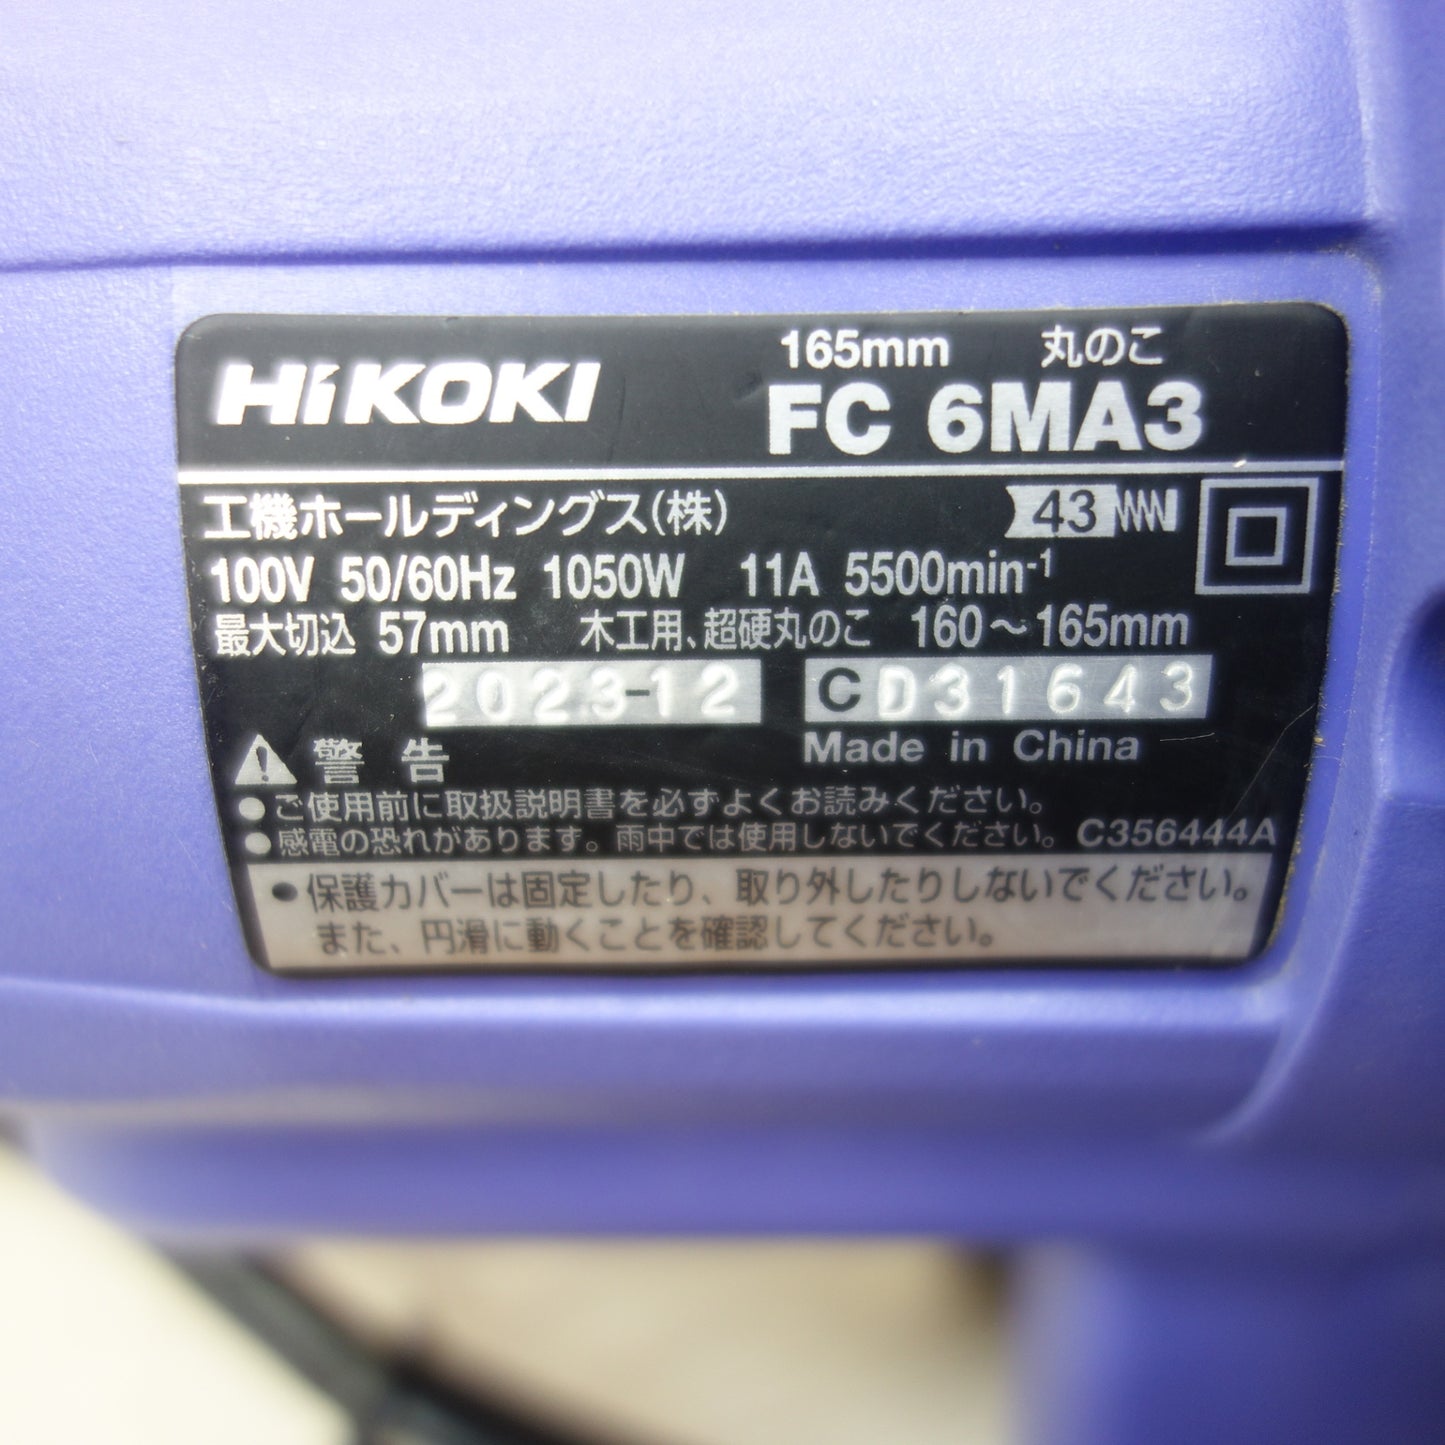 HiKOKI
165mm 丸のこ
FC 6MA3
工機ホールディングス(株) 43
100V 50/60Hz 1050W 11A 5500min⁻¹
最大切込 57mm 木工用、超硬丸のこ 160～165mm
2023-12 CD31643
Made in China
警告
●ご使用前に取扱説明書を必ずよくお読みください。
●感電の恐れがあります。雨中では使用しないでください。 C356444A
●保護カバーは固定したり、取り外したりしないでください。
また、円滑に動くことを確認してください。